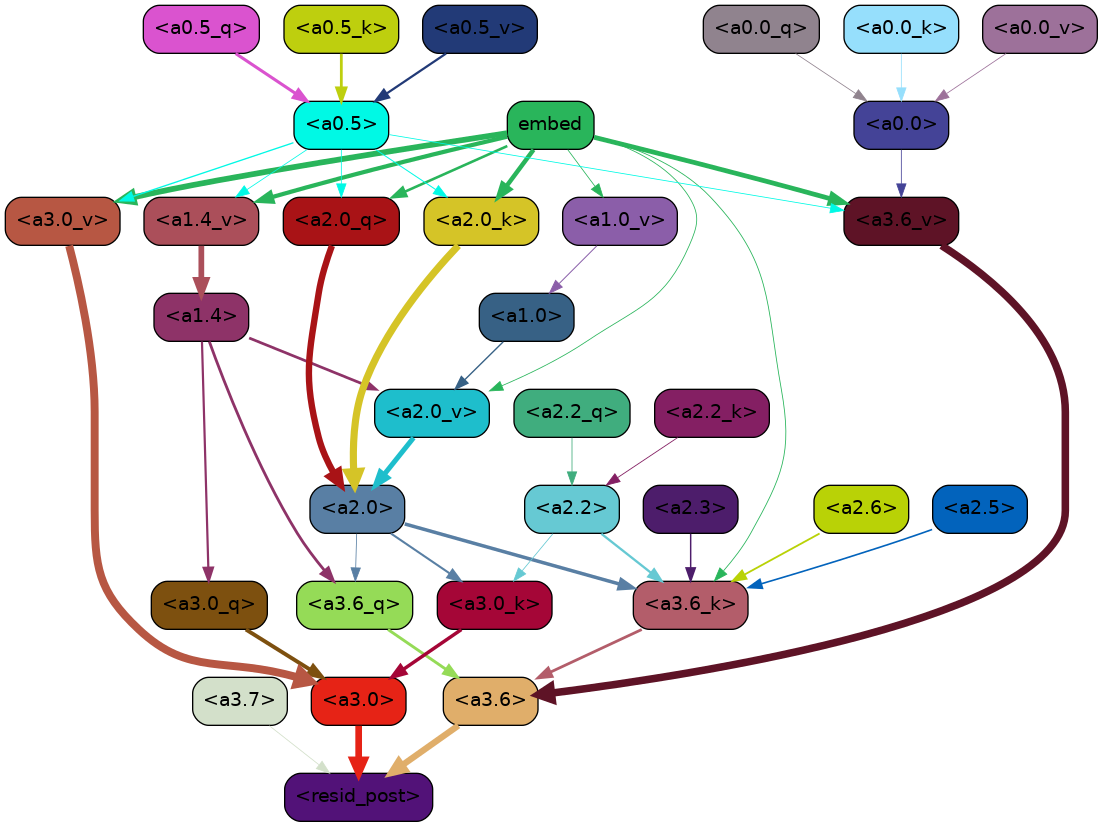 <a0.5_q> <a0.5_k> <a0.5_v> <a0.0_q> <a0.0_k> <a0.0_v>
<a0.5> embed <a0.0>
<a3.0_v> <a1.4_v> <a2.0_q> <a2.0_k> <a1.0_v> <a3.6_v>
<a1.4> <a1.0>
<a2.0_v> <a2.2_q> <a2.2_k>
<a2.0> <a2.2> <a2.3> <a2.6> <a2.5>
<a3.0_q> <a3.6_q> <a3.0_k> <a3.6_k>
<a3.7> <a3.0> <a3.6>
<resid_post>